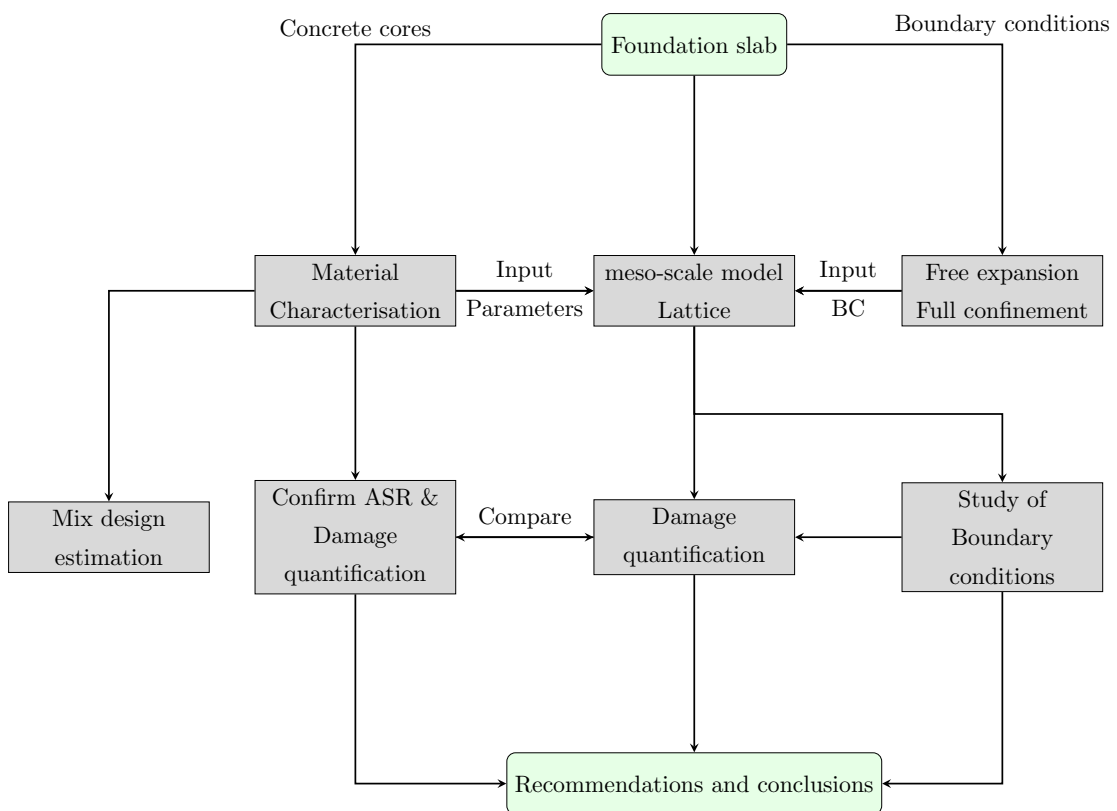 Concrete cores
Foundation slab
Boundary conditions
Material
Characterisation
Input
Parameters
meso-scale model
Lattice
Input
BC
Free expansion
Full confinement
Mix design
estimation
Confirm ASR &
Damage
quantification
Compare
Damage
quantification
Study of
Boundary
conditions
Recommendations and conclusions